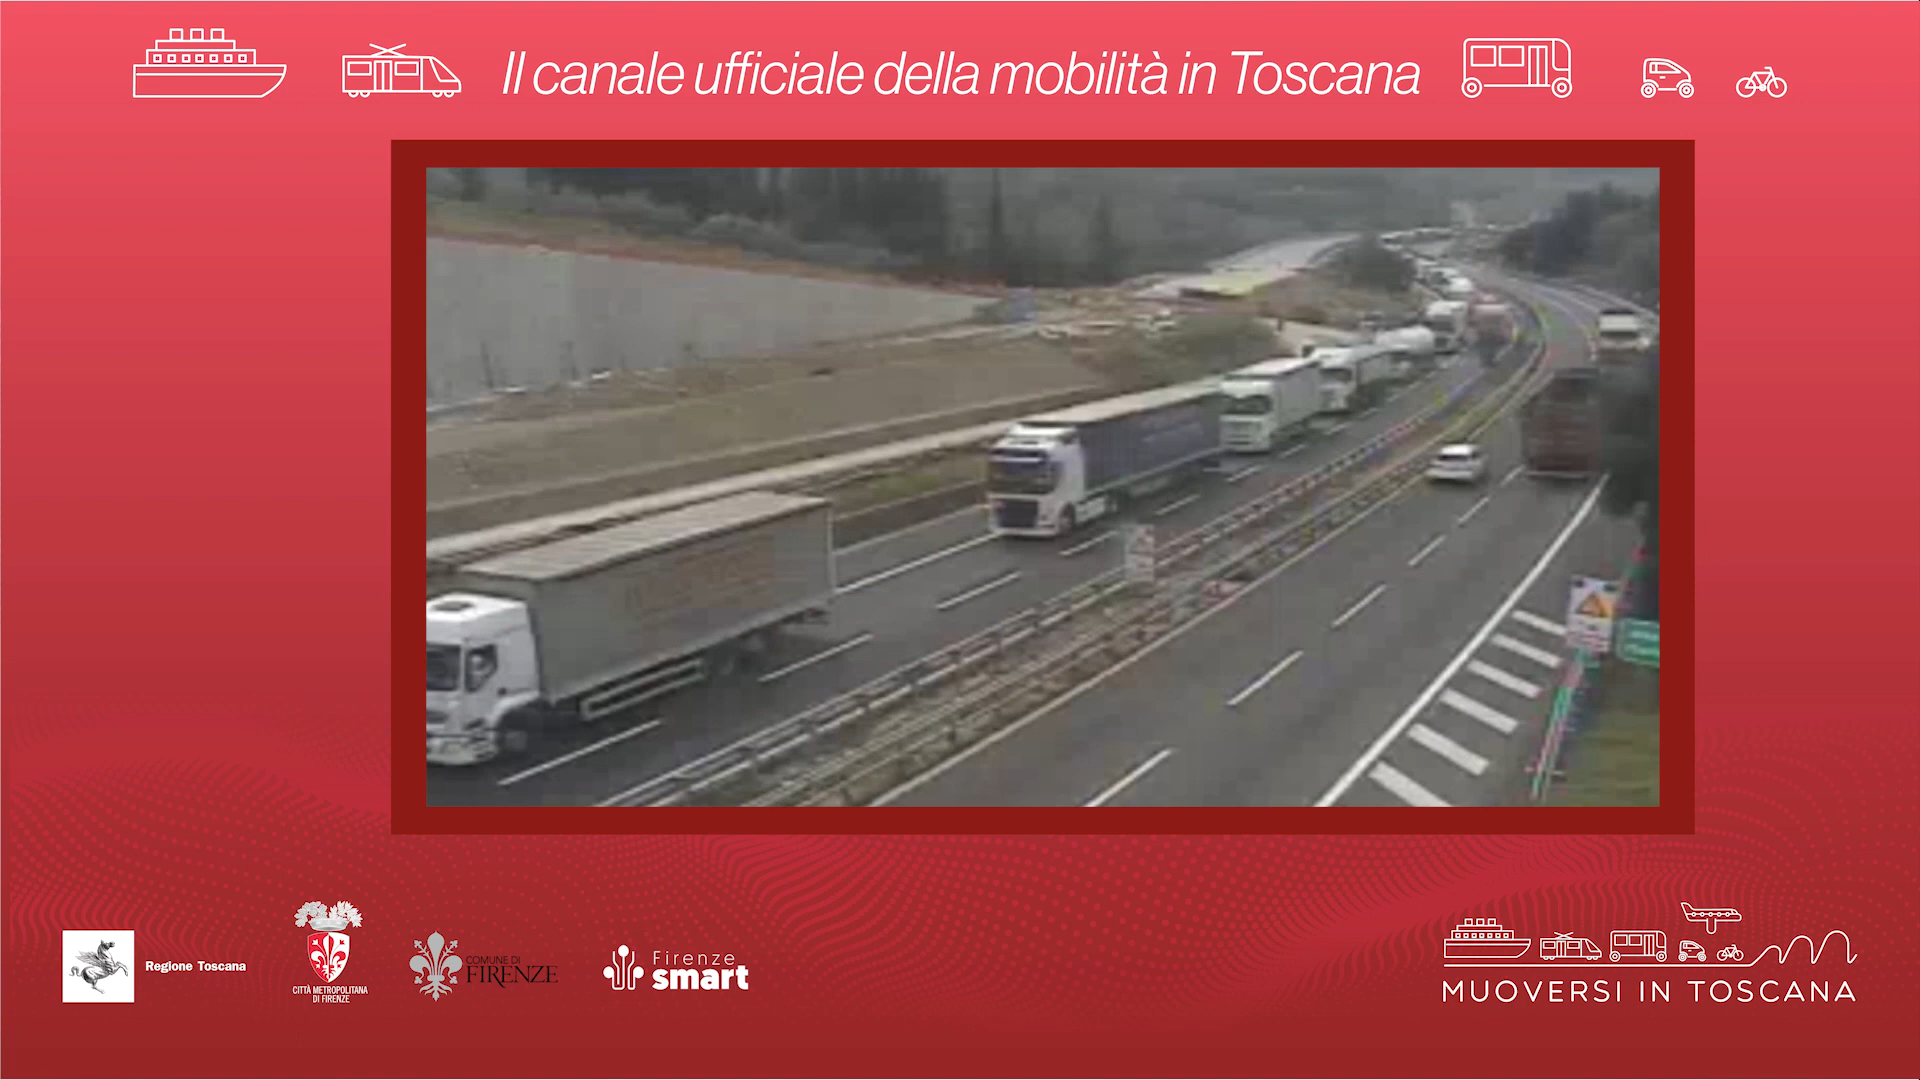 Il canale ufficiale della mobilità in Toscana
Regione Toscana
CITTÀ METROPOLITANA
DI FIRENZE
COMUNE DI
FIRENZE
Firenze
smart
MUOVERSI IN TOSCANA